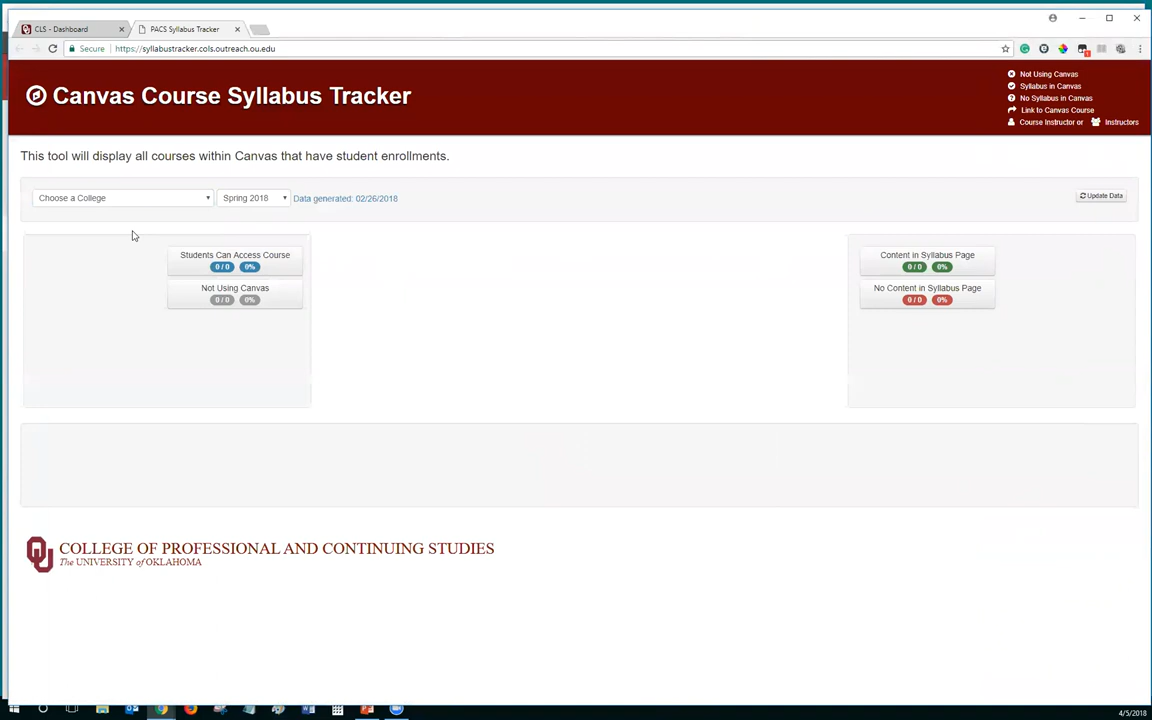 CLS - Dashboard
PACS Syllabus Tracker
Secure
https://syllabustracker.cols.outreach.ou.edu
Canvas Course Syllabus Tracker
Not Using Canvas
Syllabus in Canvas
No Syllabus in Canvas
Link to Canvas Course
Course Instructor or Instructors
This tool will display all courses within Canvas that have student enrollments.
Choose a College
Spring 2018
Data generated: 02/26/2018
Update Data
Students Can Access Course
0 / 0 0%
Not Using Canvas
0 / 0 0%
Content in Syllabus Page
0 / 0 0%
No Content in Syllabus Page
0 / 0 0%
COLLEGE OF PROFESSIONAL AND CONTINUING STUDIES
The UNIVERSITY of OKLAHOMA
4/5/2018